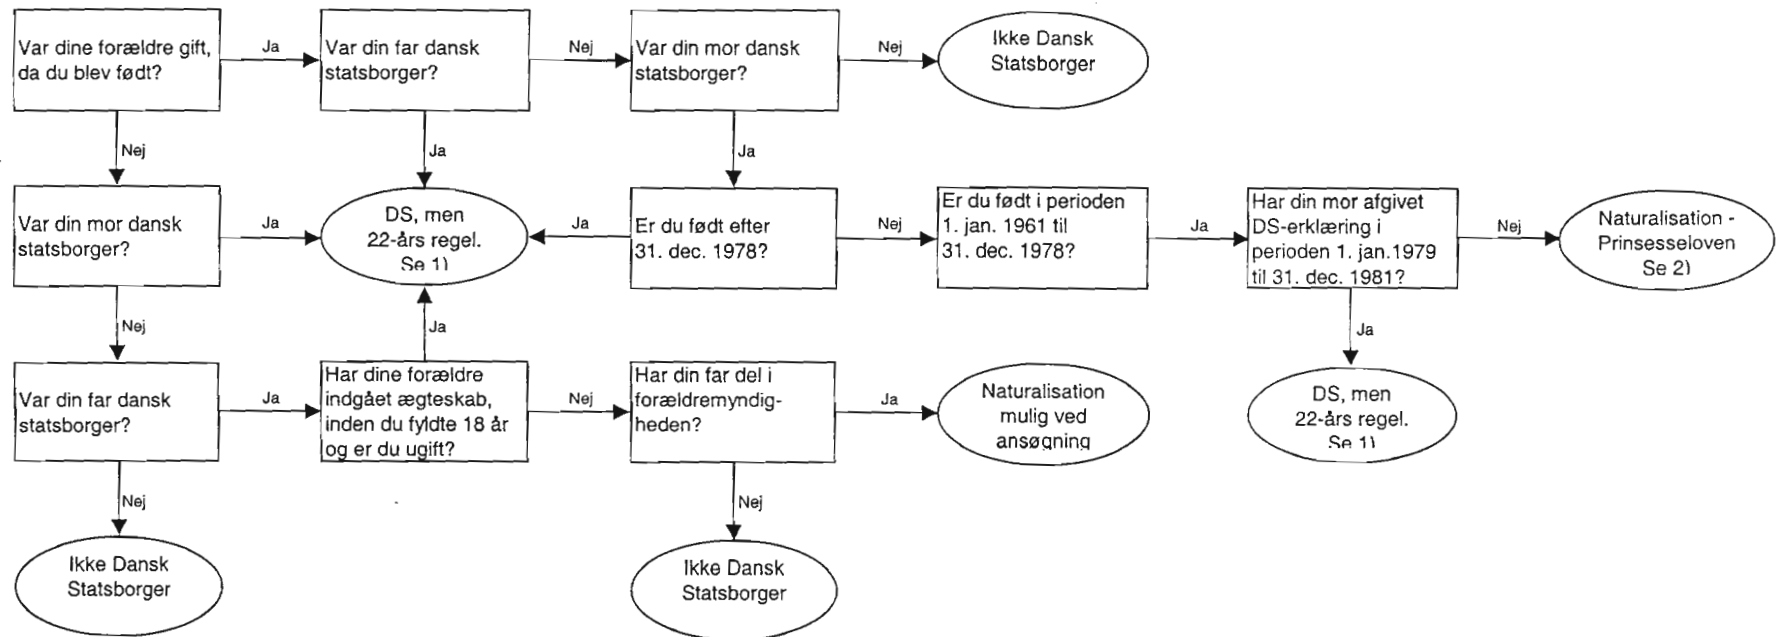 Var dine forældre gift,
da du blev født?
Ja
Var din far dansk
statsborger?
Nej
Var din mor dansk
statsborger?
Nej
Ikke Dansk
Statsborger
Nej
Ja
Ja
Var din mor dansk
statsborger?
Ja
DS, men
22-års regel.
Se 1)
Ja
Er du født efter
31. dec. 1978?
Nej
Er du født i perioden
1. jan. 1961 til
31. dec. 1978?
Ja
Har din mor afgivet
DS-erklæring i
perioden 1. jan.1979
til 31. dec. 1981?
Nej
Naturalisation -
Prinsesseloven
Se 2)
Nej
Ja
Ja
Var din far dansk
statsborger?
Ja
Har dine forældre
indgået ægteskab,
inden du fyldte 18 år
og er du ugift?
Nej
Har din far del i
forældremyndig-
heden?
Ja
Naturalisation
mulig ved
ansøgning
DS, men
22-års regel.
Se 1)
Nej
Nej
Ikke Dansk
Statsborger
Ikke Dansk
Statsborger